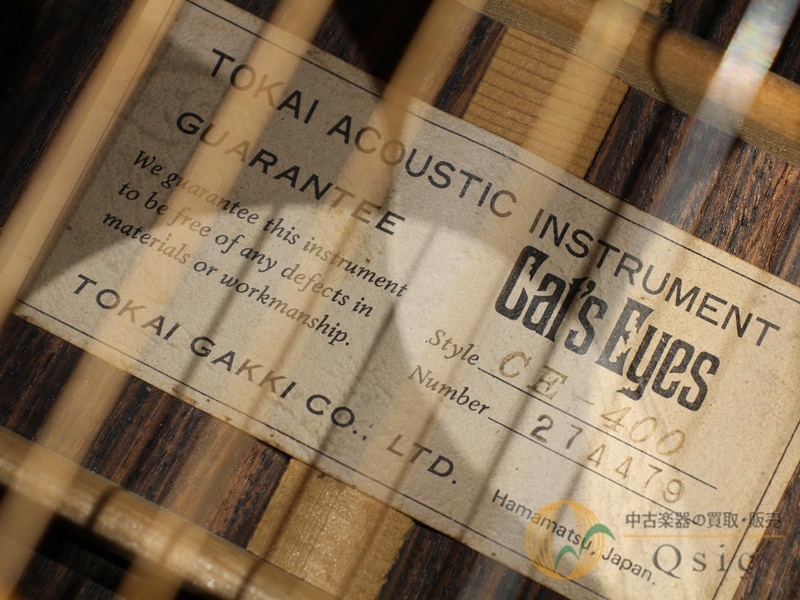 TOKAI ACOUSTIC INSTRUMENT
GUARANTEE
We guarantee this instrument
to be free of any defects in
materials or workmanship.
TOKAI GAKKI CO., LTD.
Cat's Eyes
Style CE-400
Number 274479
Hamamatsu, Japan.
中古楽器の買取・販売
Qsic